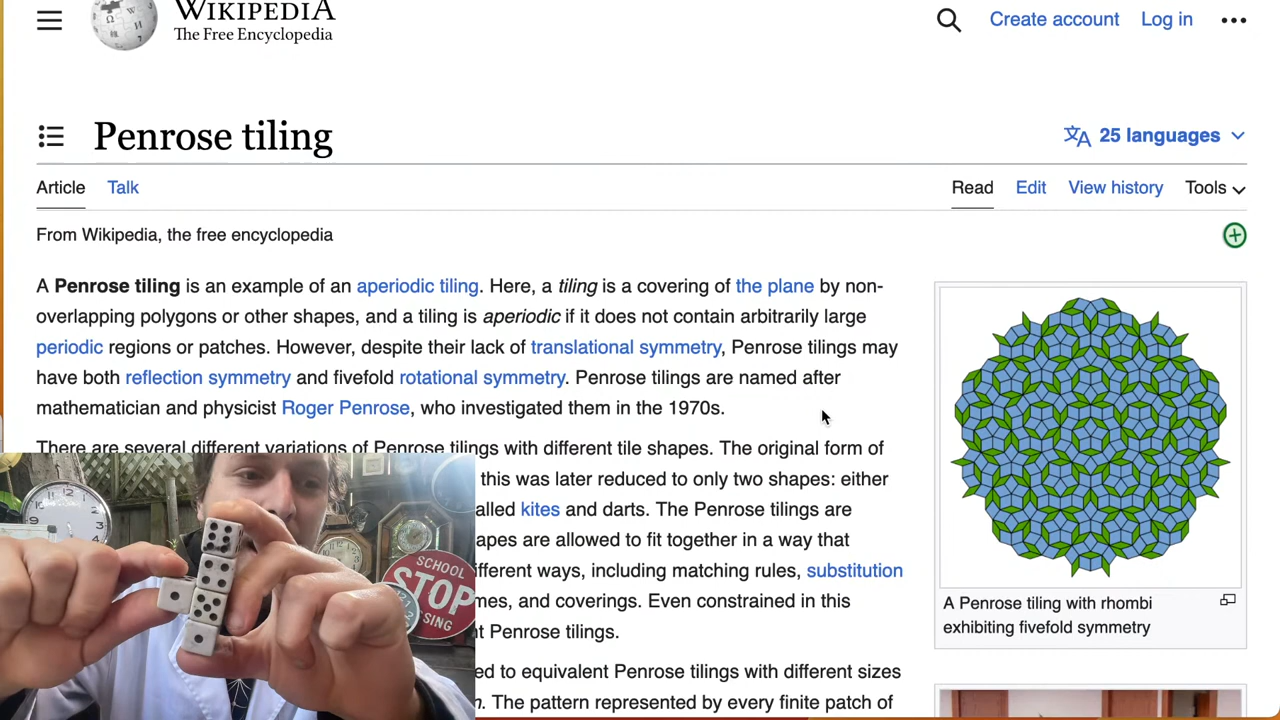 WIKIPEDIA
The Free Encyclopedia
Create account
Log in
Penrose tiling
25 languages
Article
Talk
Read
Edit
View history
Tools
From Wikipedia, the free encyclopedia
A Penrose tiling is an example of an aperiodic tiling. Here, a tiling is a covering of the plane by non-
overlapping polygons or other shapes, and a tiling is aperiodic if it does not contain arbitrarily large
periodic regions or patches. However, despite their lack of translational symmetry, Penrose tilings may
have both reflection symmetry and fivefold rotational symmetry. Penrose tilings are named after
mathematician and physicist Roger Penrose, who investigated them in the 1970s.
There are several different variations of Penrose tilings with different tile shapes. The original form of
this was later reduced to only two shapes: either
alled kites and darts. The Penrose tilings are
apes are allowed to fit together in a way that
ifferent ways, including matching rules, substitution
mes, and coverings. Even constrained in this
t Penrose tilings.
ed to equivalent Penrose tilings with different sizes
n. The pattern represented by every finite patch of
A Penrose tiling with rhombi
exhibiting fivefold symmetry
SCHOOL
STOP
SING